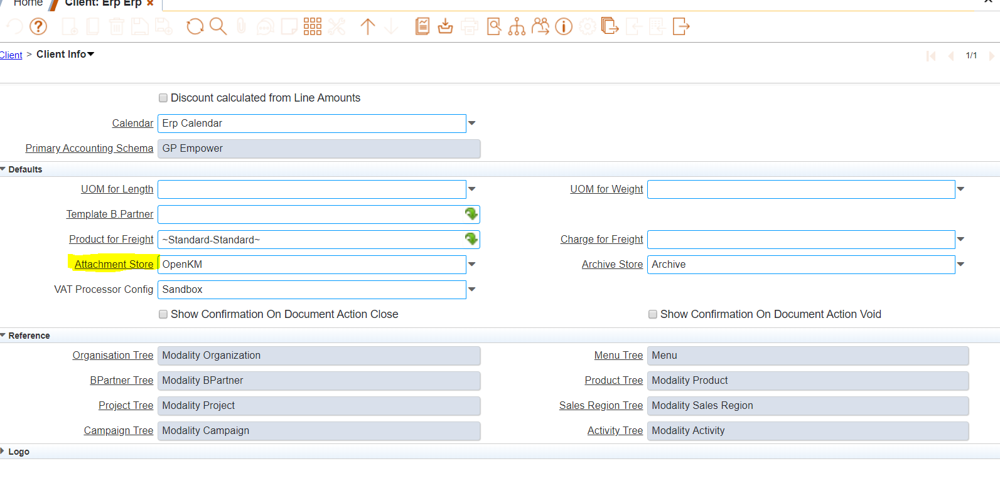 Home Client: Erp Erp
Client > Client Info 1/1
Discount calculated from Line Amounts
Calendar Erp Calendar
Primary Accounting Schema GP Empower
Defaults
UOM for Length UOM for Weight
Template B.Partner
Product for Freight ~Standard-Standard~ Charge for Freight
Attachment Store OpenKM Archive Store Archive
VAT Processor Config Sandbox
Show Confirmation On Document Action Close Show Confirmation On Document Action Void
Reference
Organisation Tree Modality Organization Menu Tree Menu
BPartner Tree Modality BPartner Product Tree Modality Product
Project Tree Modality Project Sales Region Tree Modality Sales Region
Campaign Tree Modality Campaign Activity Tree Modality Activity
Logo